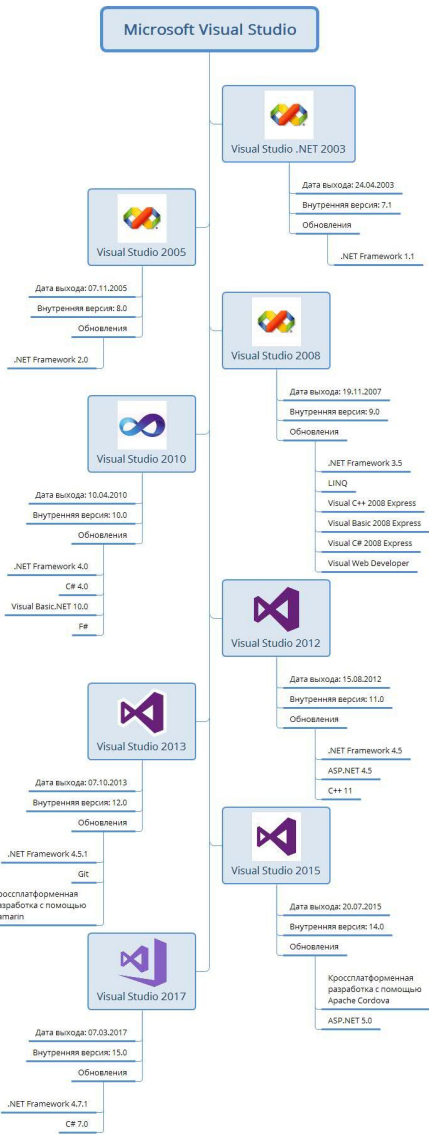 Microsoft Visual Studio
Visual Studio .NET 2003
Дата выхода: 24.04.2003
Внутренняя версия: 7.1
Обновления
.NET Framework 1.1
Visual Studio 2005
Дата выхода: 07.11.2005
Внутренняя версия: 8.0
Обновления
.NET Framework 2.0
Visual Studio 2008
Дата выхода: 19.11.2007
Внутренняя версия: 9.0
Обновления
.NET Framework 3.5
LINQ
Visual C++ 2008 Express
Visual Basic 2008 Express
Visual C# 2008 Express
Visual Web Developer
Visual Studio 2010
Дата выхода: 10.04.2010
Внутренняя версия: 10.0
Обновления
.NET Framework 4.0
C# 4.0
Visual Basic.NET 10.0
F#
Visual Studio 2012
Дата выхода: 15.08.2012
Внутренняя версия: 11.0
Обновления
.NET Framework 4.5
ASP.NET 4.5
C++ 11
Visual Studio 2013
Дата выхода: 07.10.2013
Внутренняя версия: 12.0
Обновления
.NET Framework 4.5.1
Git
россплатформенная
азработка с помощью
amarin
Visual Studio 2015
Дата выхода: 20.07.2015
Внутренняя версия: 14.0
Обновления
Кроссплатформенная
разработка с помощью
Apache Cordova
ASP.NET 5.0
Visual Studio 2017
Дата выхода: 07.03.2017
Внутренняя версия: 15.0
Обновления
.NET Framework 4.7.1
C# 7.0